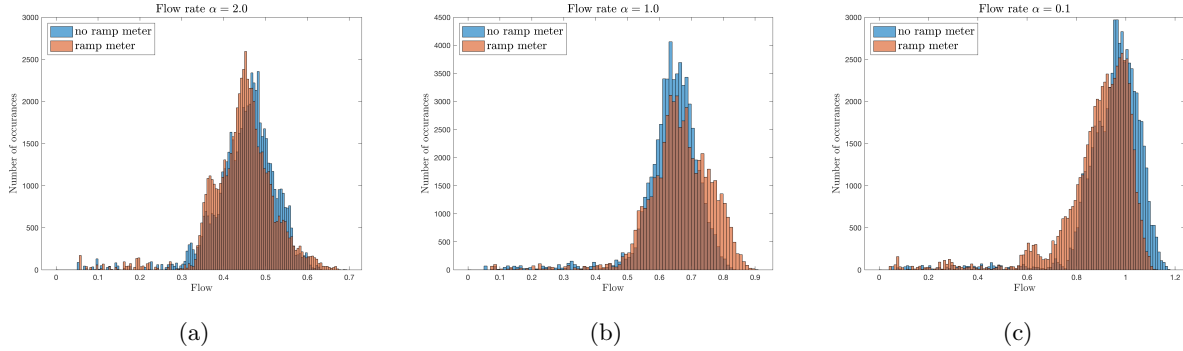 Flow rate α = 2.0
no ramp meter
ramp meter
Number of occurances
3000
2500
2000
1500
1000
500
0
0 0.1 0.2 0.3 0.4 0.5 0.6 0.7
Flow
(a)
Flow rate α = 1.0
no ramp meter
ramp meter
Number of occurances
4500
4000
3500
3000
2500
2000
1500
1000
500
0
0 0.1 0.2 0.3 0.4 0.5 0.6 0.7 0.8 0.9
Flow
(b)
Flow rate α = 0.1
no ramp meter
ramp meter
Number of occurances
3000
2500
2000
1500
1000
500
0
0 0.2 0.4 0.6 0.8 1 1.2
Flow
(c)